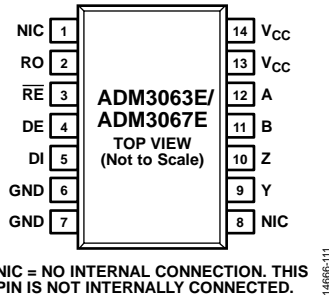 NIC 1
RO 2
R̅E̅ 3
DE 4
DI 5
GND 6
GND 7
ADM3063E/
ADM3067E
TOP VIEW
(Not to Scale)
14 VCC
13 VCC
12 A
11 B
10 Z
9 Y
8 NIC
NIC = NO INTERNAL CONNECTION. THIS
PIN IS NOT INTERNALLY CONNECTED.
14666-111